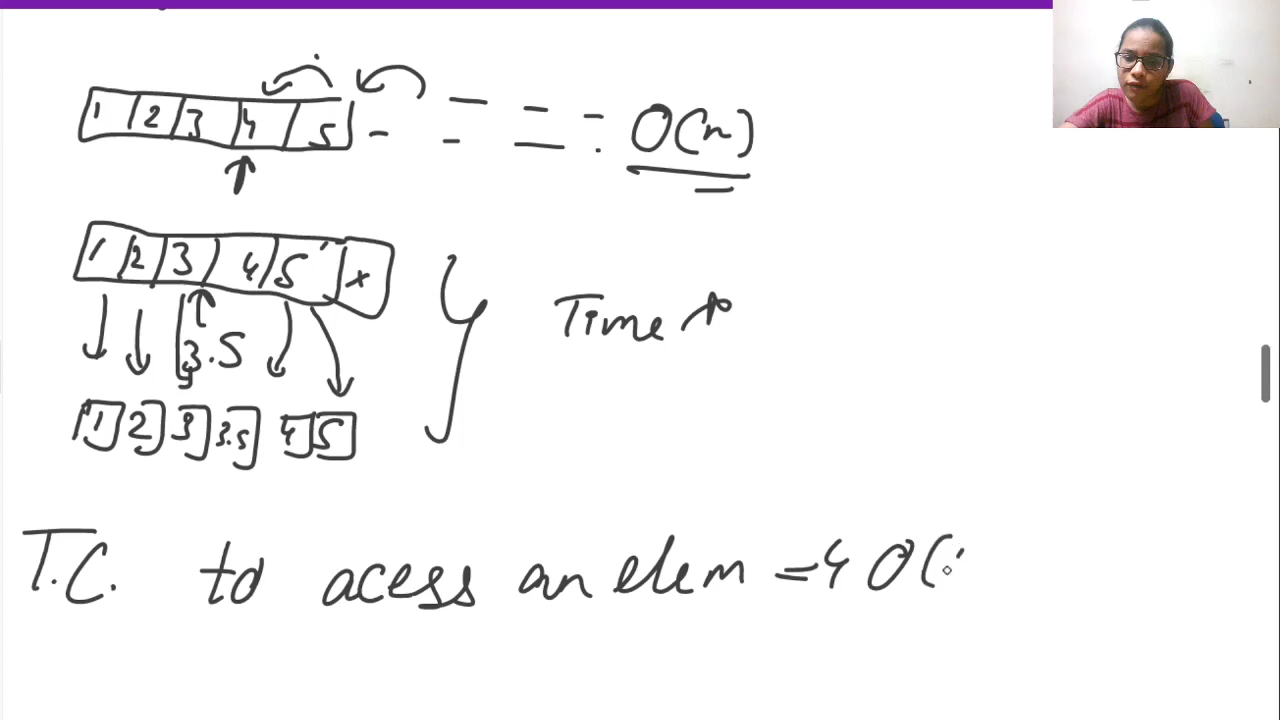 1 2 3 4 5 O(n)
1 2 3 4 5 x
3.5
Time
1 2 3 3.5 4 5
T.C. to acess an elem = O(